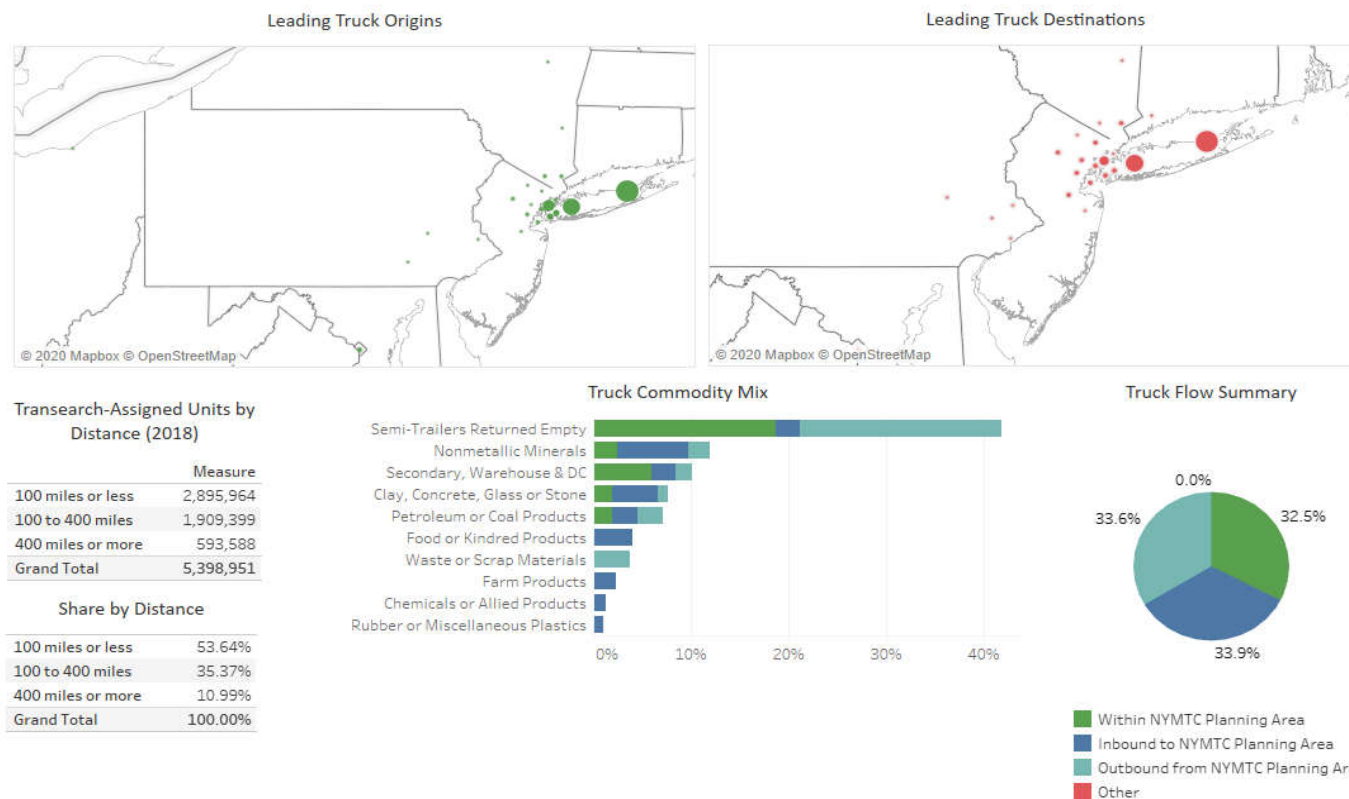 Leading Truck Origins
Leading Truck Destinations
© 2020 Mapbox © OpenStreetMap
© 2020 Mapbox © OpenStreetMap
Transearch-Assigned Units by
Distance (2018)
Measure
100 miles or less 2,895,964
100 to 400 miles 1,909,399
400 miles or more 593,588
Grand Total 5,398,951
Share by Distance
100 miles or less 53.64%
100 to 400 miles 35.37%
400 miles or more 10.99%
Grand Total 100.00%
Truck Commodity Mix
Semi-Trailers Returned Empty
Nonmetallic Minerals
Secondary, Warehouse & DC
Clay, Concrete, Glass or Stone
Petroleum or Coal Products
Food or Kindred Products
Waste or Scrap Materials
Farm Products
Chemicals or Allied Products
Rubber or Miscellaneous Plastics
0% 10% 20% 30% 40%
Truck Flow Summary
0.0%
33.6% 32.5%
33.9%
Within NYMTC Planning Area
Inbound to NYMTC Planning Area
Outbound from NYMTC Planning Ar
Other